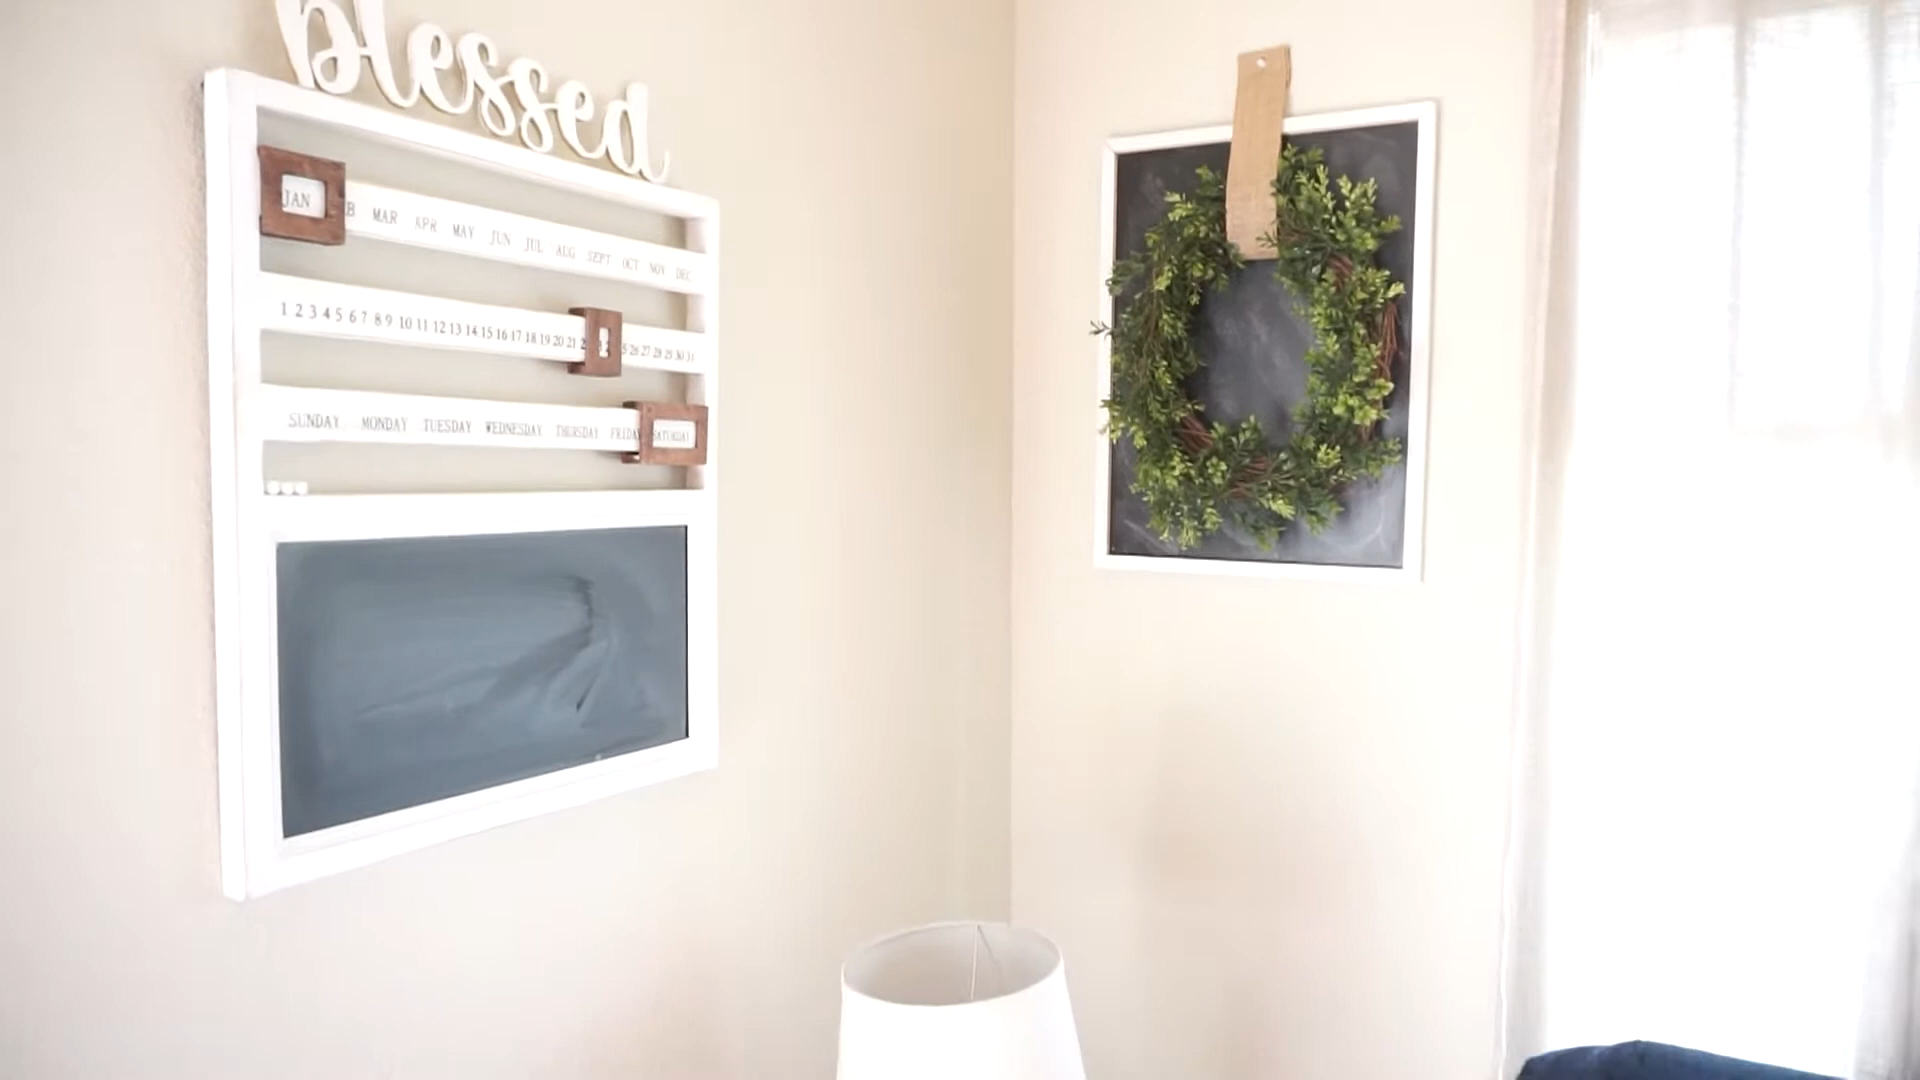 blessed
JAN B MAR APR MAY JUN JUL AUG SEPT OCT NOV DEC
1 2 3 4 5 6 7 8 9 10 11 12 13 14 15 16 17 18 19 20 21 26 27 28 29 30 31
SUNDAY MONDAY TUESDAY WEDNESDAY THURSDAY FRIDAY SATURDAY